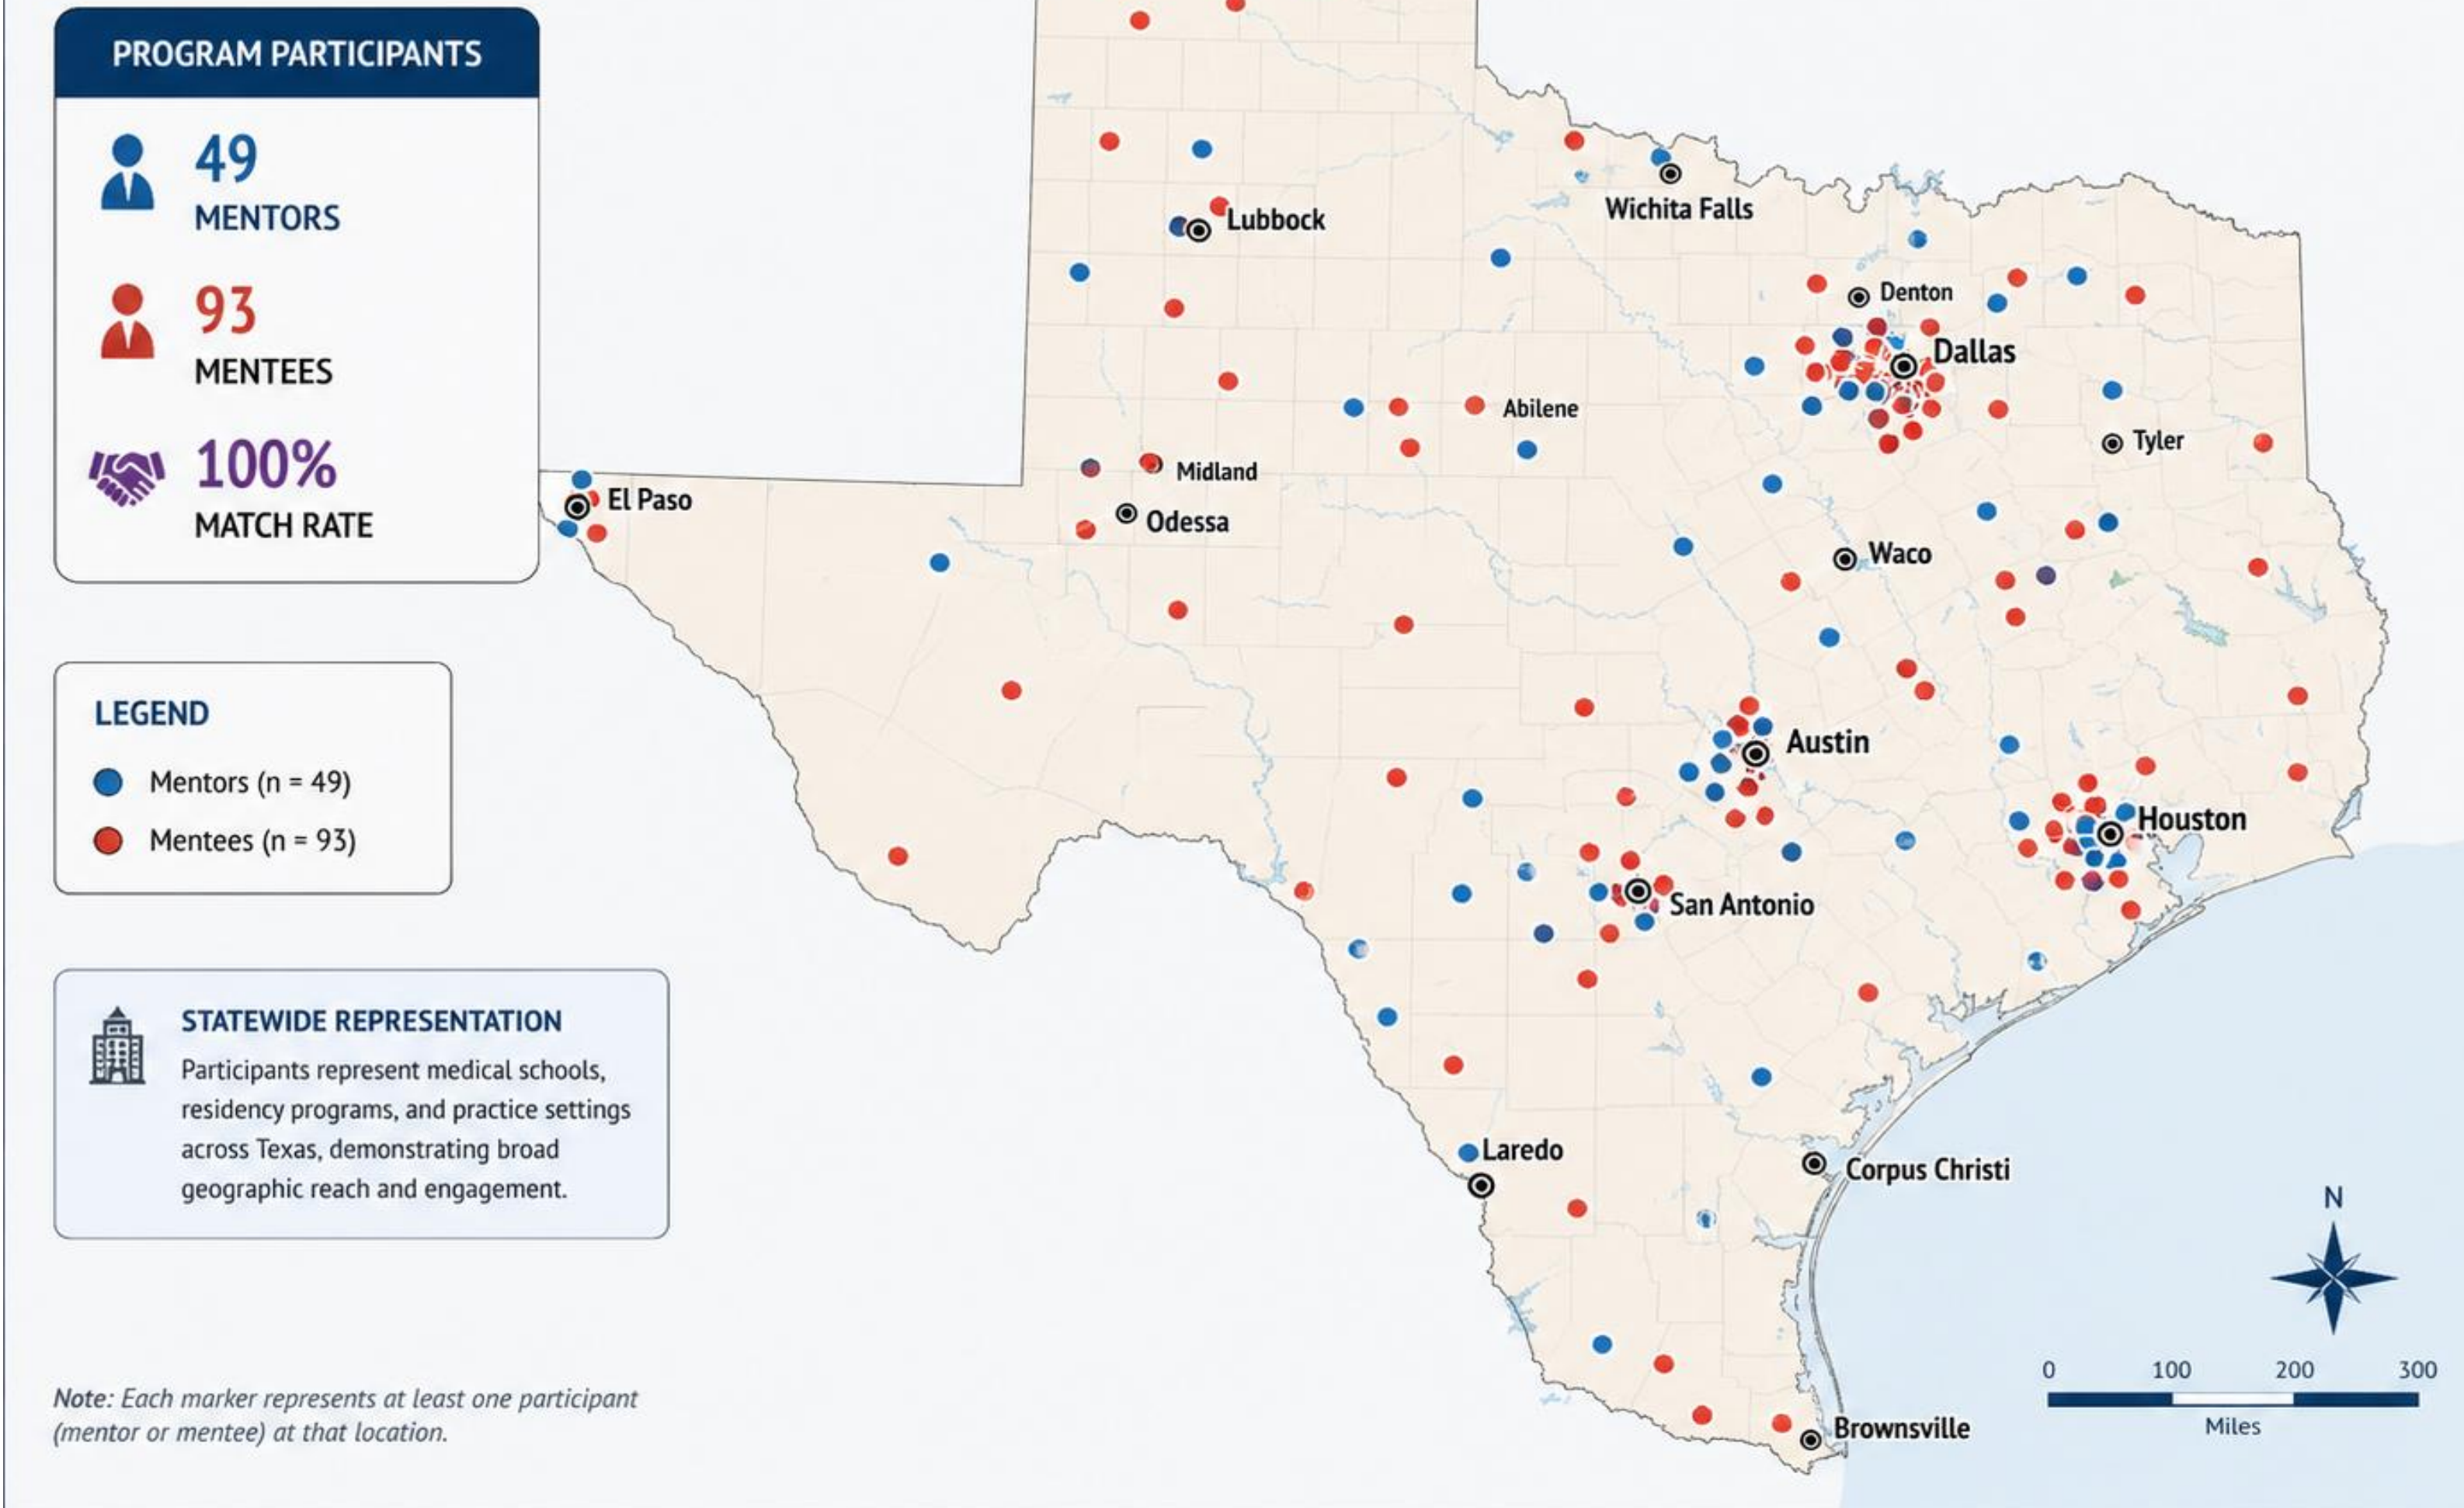 PROGRAM PARTICIPANTS
49
MENTORS
93
MENTEES
100%
MATCH RATE
LEGEND
Mentors (n = 49)
Mentees (n = 93)
STATEWIDE REPRESENTATION
Participants represent medical schools,
residency programs, and practice settings
across Texas, demonstrating broad
geographic reach and engagement.
Note: Each marker represents at least one participant
(mentor or mentee) at that location.
Lubbock
Wichita Falls
Denton
Dallas
Abilene
Tyler
Midland
El Paso
Odessa
Waco
Austin
Houston
San Antonio
Laredo
Corpus Christi
Brownsville
N
0 100 200 300
Miles